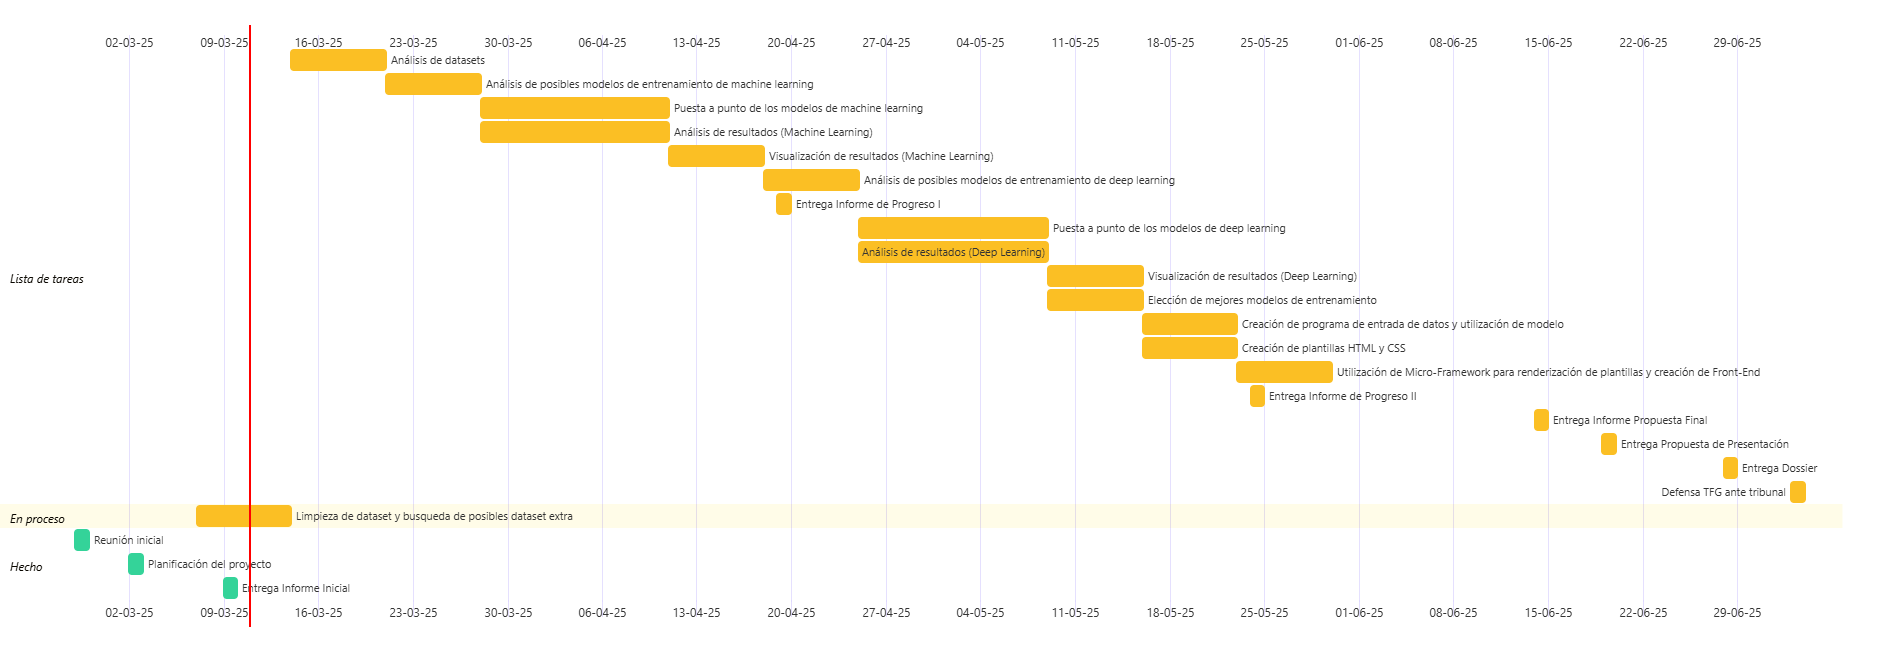 02-03-25 09-03-25 16-03-25 23-03-25 30-03-25 06-04-25 13-04-25 20-04-25 27-04-25 04-05-25 11-05-25 18-05-25 25-05-25 01-06-25 08-06-25 15-06-25 22-06-25 29-06-25
Análisis de datasets
Análisis de posibles modelos de entrenamiento de machine learning
Puesta a punto de los modelos de machine learning
Análisis de resultados (Machine Learning)
Visualización de resultados (Machine Learning)
Análisis de posibles modelos de entrenamiento de deep learning
Entrega Informe de Progreso I
Puesta a punto de los modelos de deep learning
Análisis de resultados (Deep Learning)
Lista de tareas
Visualización de resultados (Deep Learning)
Elección de mejores modelos de entrenamiento
Creación de programa de entrada de datos y utilización de modelo
Creación de plantillas HTML y CSS
Utilización de Micro-Framework para renderización de plantillas y creación de Front-End
Entrega Informe de Progreso II
Entrega Informe Propuesta Final
Entrega Propuesta de Presentación
Entrega Dossier
Defensa TFG ante tribunal
En proceso
Limpieza de dataset y busqueda de posibles dataset extra
Reunión inicial
Hecho
Planificación del proyecto
Entrega Informe Inicial
02-03-25 09-03-25 16-03-25 23-03-25 30-03-25 06-04-25 13-04-25 20-04-25 27-04-25 04-05-25 11-05-25 18-05-25 25-05-25 01-06-25 08-06-25 15-06-25 22-06-25 29-06-25